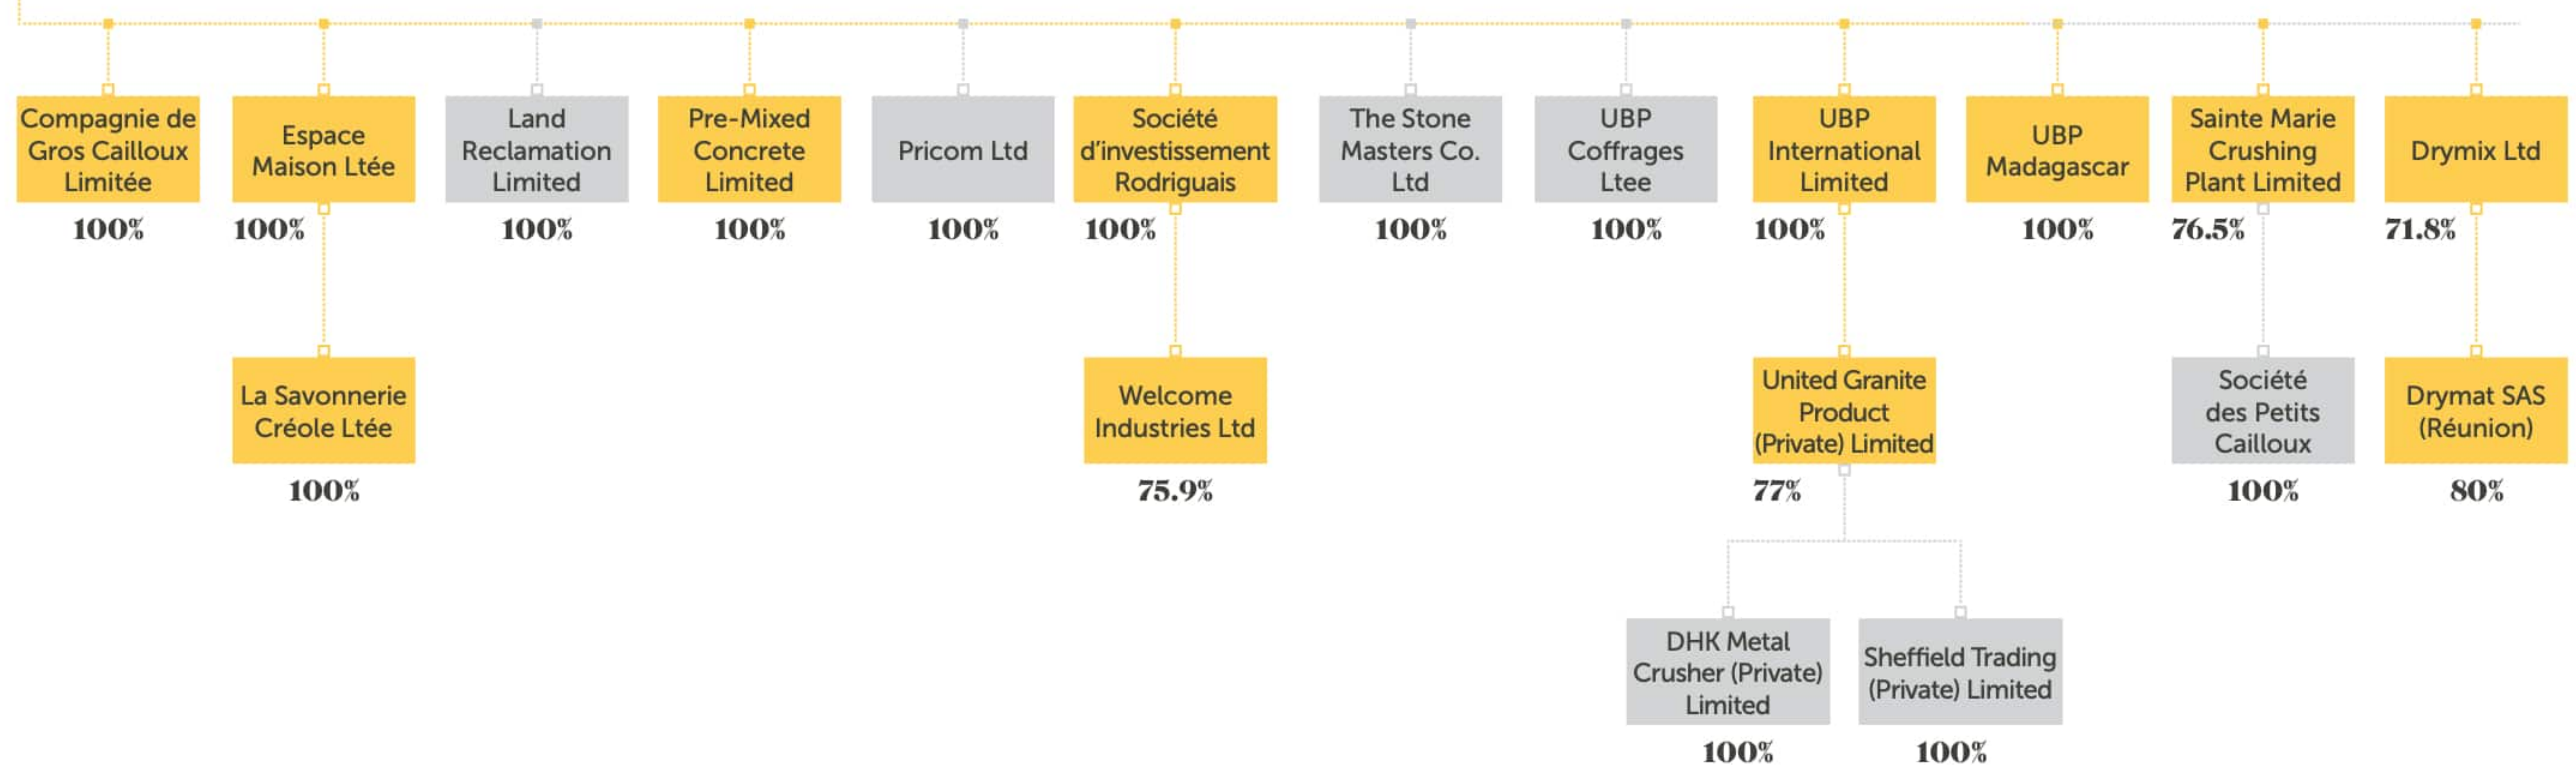 Compagnie de
Gros Cailloux
Limitée
100%
Espace
Maison Ltée
100%
Land
Reclamation
Limited
100%
Pre-Mixed
Concrete
Limited
100%
Pricom Ltd
100%
Société
d'investissement
Rodriguais
100%
The Stone
Masters Co.
Ltd
100%
UBP
Coffrages
Ltee
100%
UBP
International
Limited
100%
UBP
Madagascar
100%
Sainte Marie
Crushing
Plant Limited
76.5%
Drymix Ltd
71.8%
La Savonnerie
Créole Ltée
100%
Welcome
Industries Ltd
75.9%
United Granite
Product
(Private) Limited
77%
Société
des Petits
Cailloux
100%
Drymat SAS
(Réunion)
80%
DHK Metal
Crusher (Private)
Limited
100%
Sheffield Trading
(Private) Limited
100%